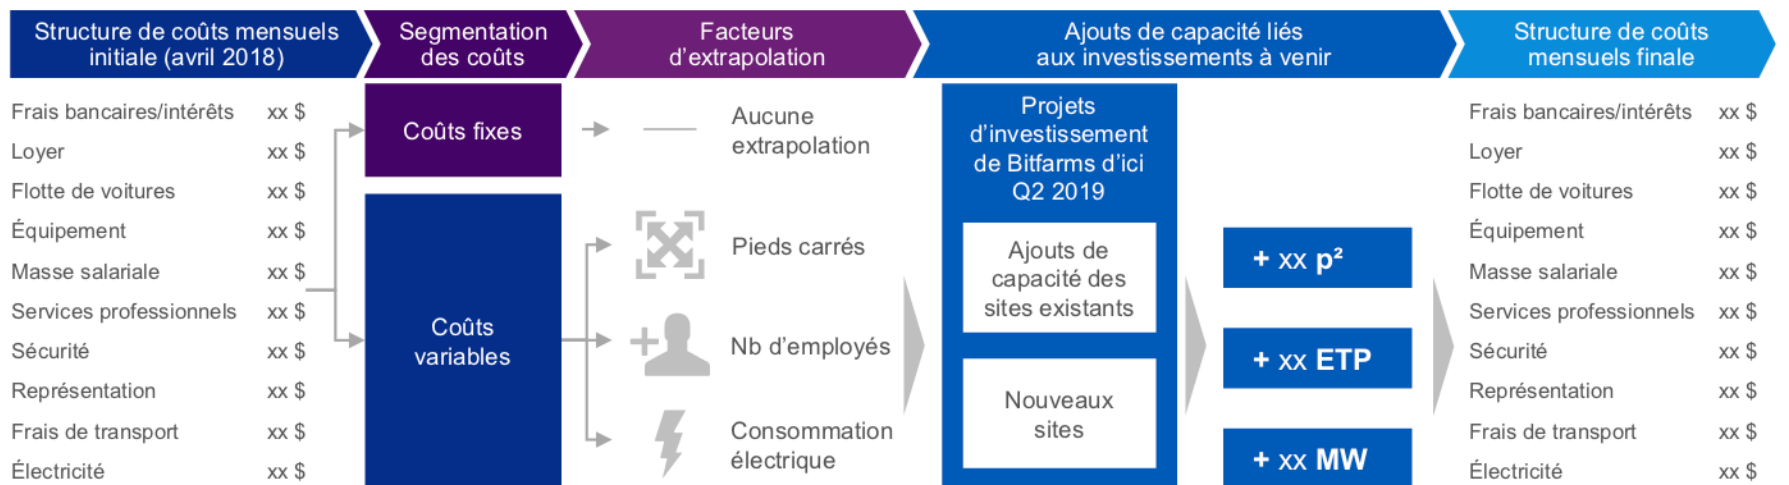 Structure de coûts mensuels
initiale (avril 2018)
Segmentation
des coûts
Facteurs
d'extrapolation
Ajouts de capacité liés
aux investissements à venir
Structure de coûts
mensuels finale
Frais bancaires/intérêts xx $
Loyer xx $
Flotte de voitures xx $
Équipement xx $
Masse salariale xx $
Services professionnels xx $
Sécurité xx $
Représentation xx $
Frais de transport xx $
Électricité xx $
Coûts fixes
Coûts
variables
Aucune
extrapolation
Pieds carrés
Nb d'employés
Consommation
électrique
Projets
d'investissement
de Bitfarms d'ici
Q2 2019
Ajouts de
capacité des
sites existants
Nouveaux
sites
+ xx p²
+ xx ETP
+ xx MW
Frais bancaires/intérêts xx $
Loyer xx $
Flotte de voitures xx $
Équipement xx $
Masse salariale xx $
Services professionnels xx $
Sécurité xx $
Représentation xx $
Frais de transport xx $
Électricité xx $